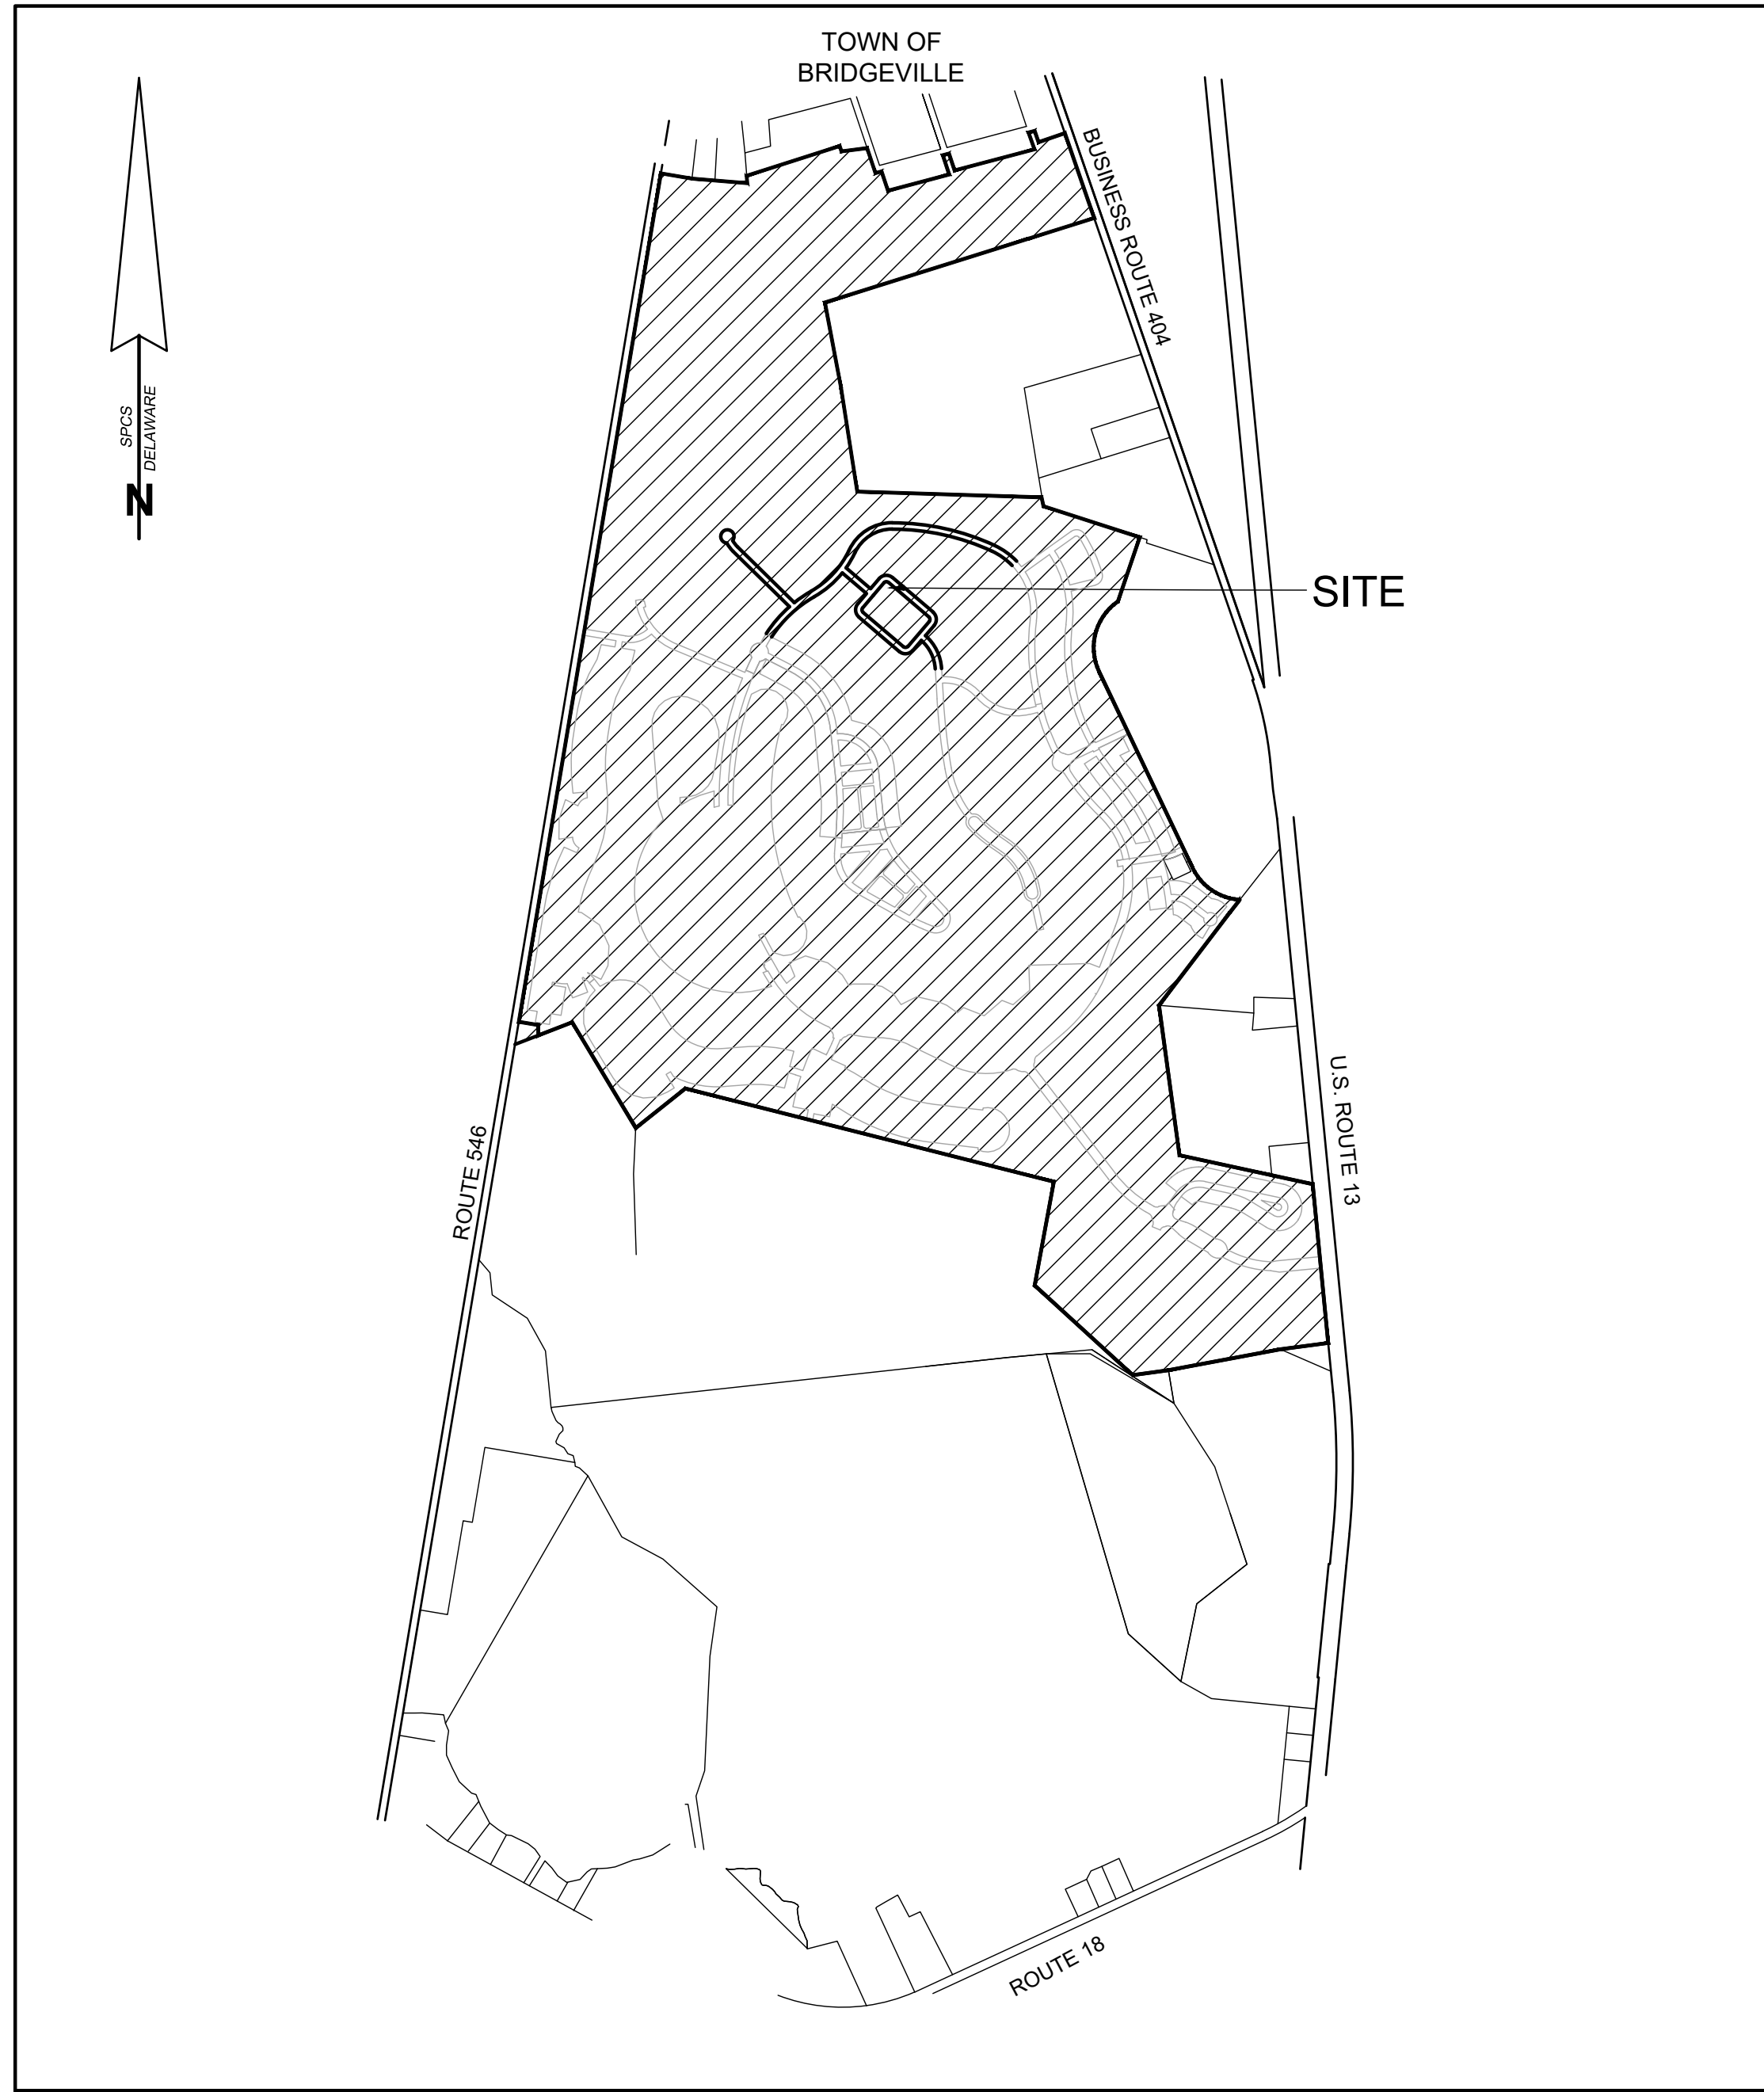 TOWN OF
BRIDGEVILLE
BUSINESS ROUTE 404
SPCS
DELAWARE
N
SITE
U.S. ROUTE 13
ROUTE 546
ROUTE 18